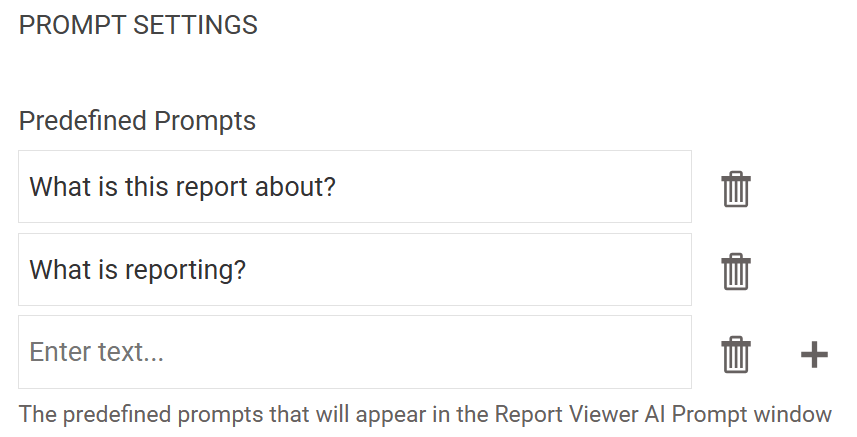 PROMPT SETTINGS
Predefined Prompts
What is this report about?
What is reporting?
Enter text...
The predefined prompts that will appear in the Report Viewer AI Prompt window